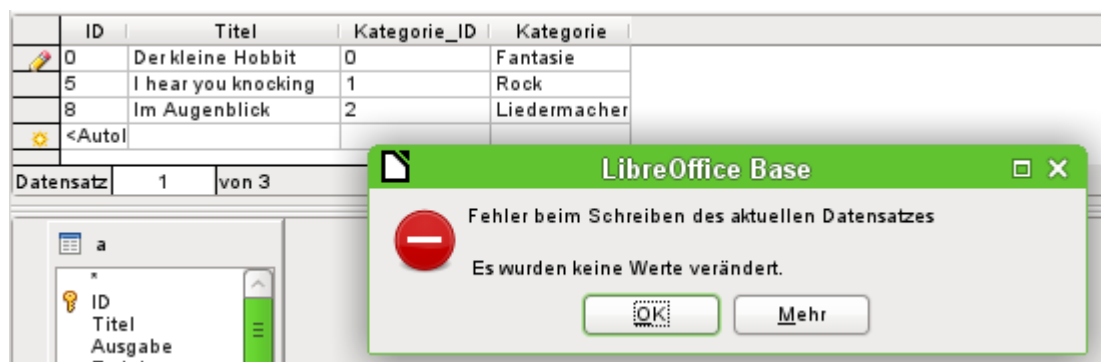 ID Titel Kategorie_ID Kategorie
0 Der kleine Hobbit 0 Fantasie
5 I hear you knocking 1 Rock
8 Im Augenblick 2 Liedermacher
<Autol
Datensatz 1 von 3
LibreOffice Base
Fehler beim Schreiben des aktuellen Datensatzes
Es wurden keine Werte verändert.
OK Mehr
a
*
ID
Titel
Ausgabe